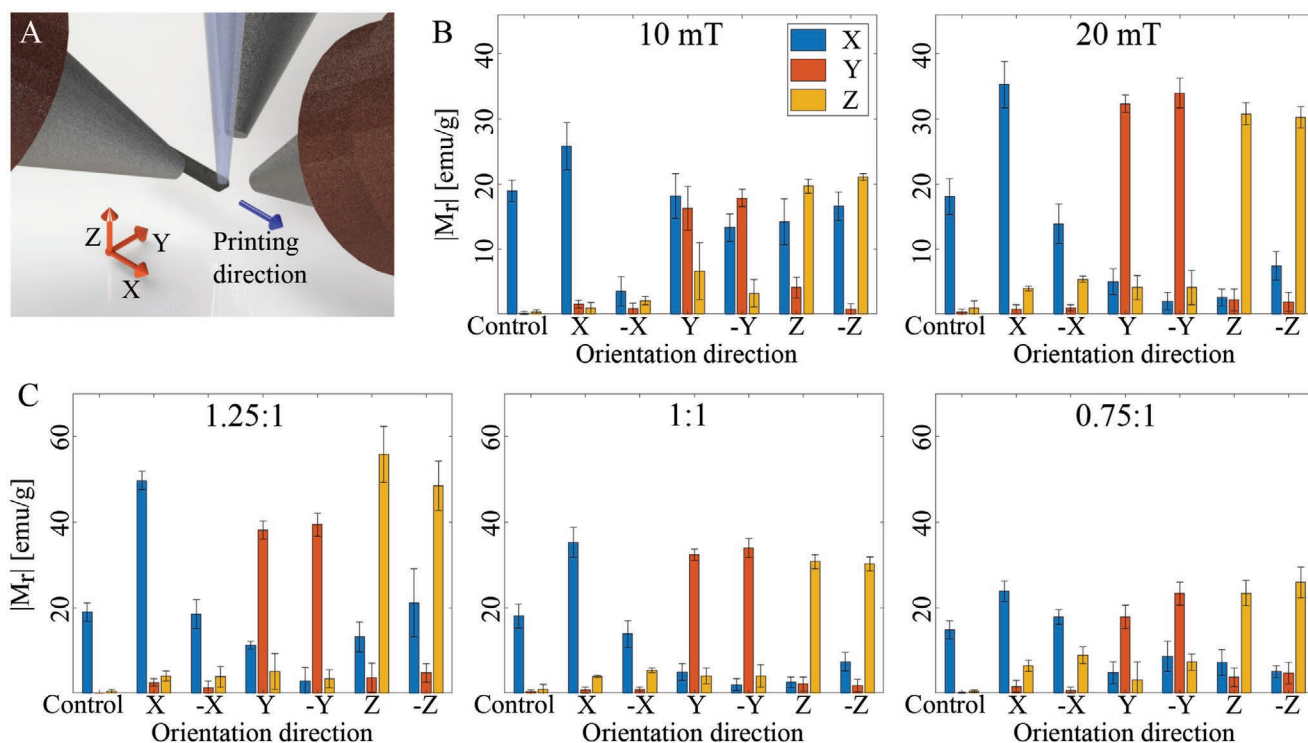 A
Z
Y
X
Printing
direction
B
10 mT
X
Y
Z
|Mr| [emu/g]
40
30
20
10
Control X -X Y -Y Z -Z
Orientation direction
20 mT
40
30
20
10
Control X -X Y -Y Z -Z
Orientation direction
C
1.25:1
|Mr| [emu/g]
60
40
20
Control X -X Y -Y Z -Z
Orientation direction
1:1
60
40
20
Control X -X Y -Y Z -Z
Orientation direction
0.75:1
60
40
20
Control X -X Y -Y Z -Z
Orientation direction